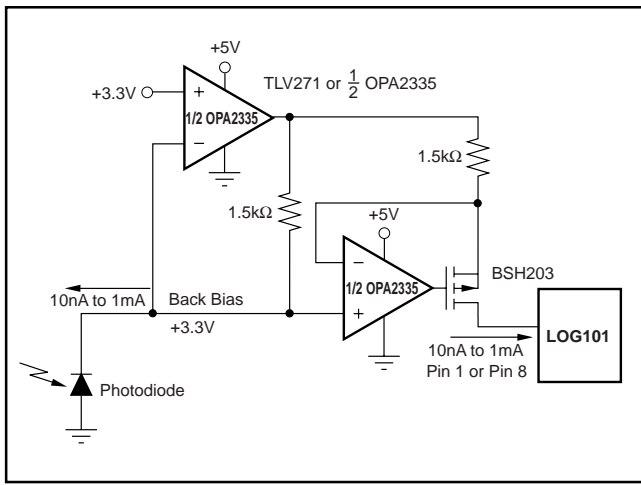 +5V
TLV271 or 1/2 OPA2335
+3.3V
+
1/2 OPA2335
–
1.5kΩ
1.5kΩ
+5V
–
1/2 OPA2335
+
BSH203
10nA to 1mA
Back Bias
+3.3V
10nA to 1mA
Pin 1 or Pin 8
LOG101
Photodiode